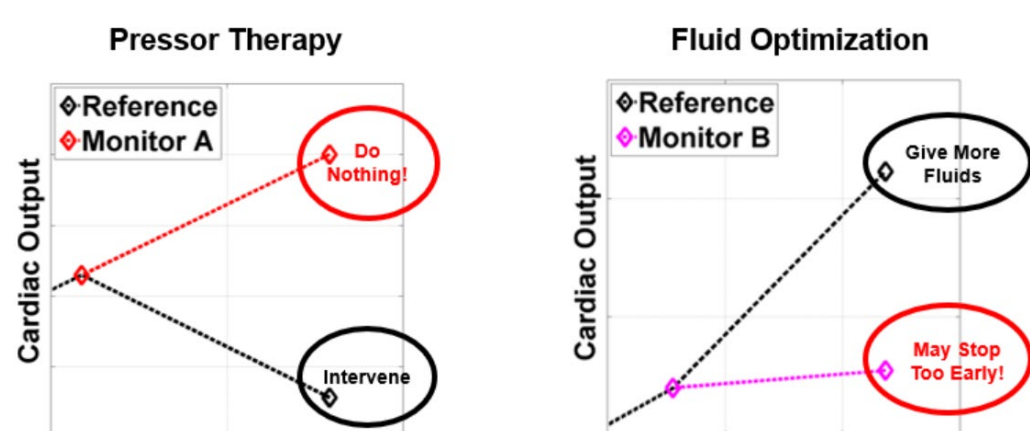 Pressor Therapy
Reference
Monitor A
Do
Nothing!
Intervene
Cardiac Output
Fluid Optimization
Reference
Monitor B
Give More
Fluids
May Stop
Too Early!
Cardiac Output